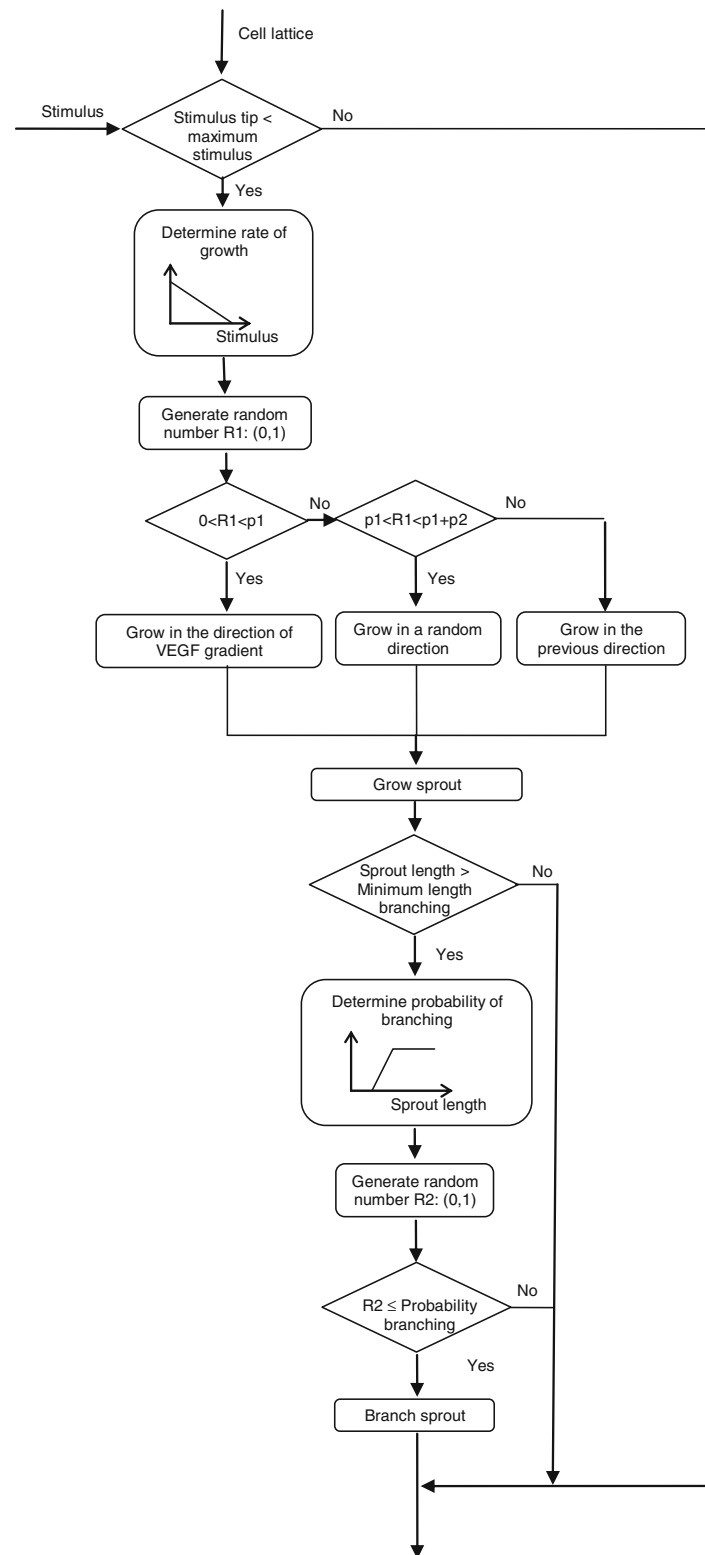 Cell lattice
Stimulus
Stimulus tip <
maximum
stimulus
No
Yes
Determine rate of
growth
Stimulus
Generate random
number R1: (0,1)
0<R1<p1
No
p1<R1<p1+p2
No
Yes
Yes
Grow in the direction of
VEGF gradient
Grow in a random
direction
Grow in the
previous direction
Grow sprout
Sprout length >
Minimum length
branching
No
Yes
Determine probability of
branching
Sprout length
Generate random
number R2: (0,1)
R2 ≤ Probability
branching
No
Yes
Branch sprout